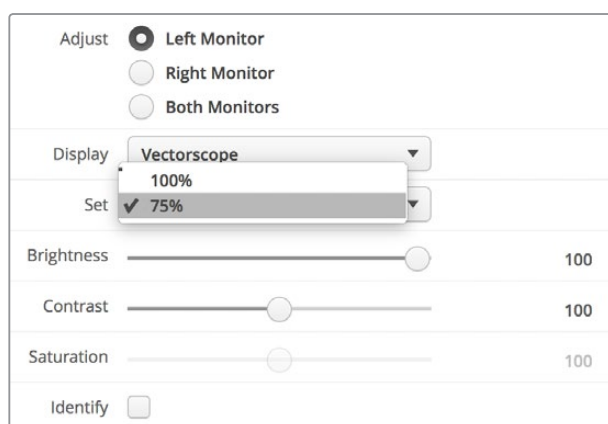 Adjust Left Monitor
Right Monitor
Both Monitors
Display Vectorscope
100%
Set 75%
Brightness 100
Contrast 100
Saturation 100
Identify